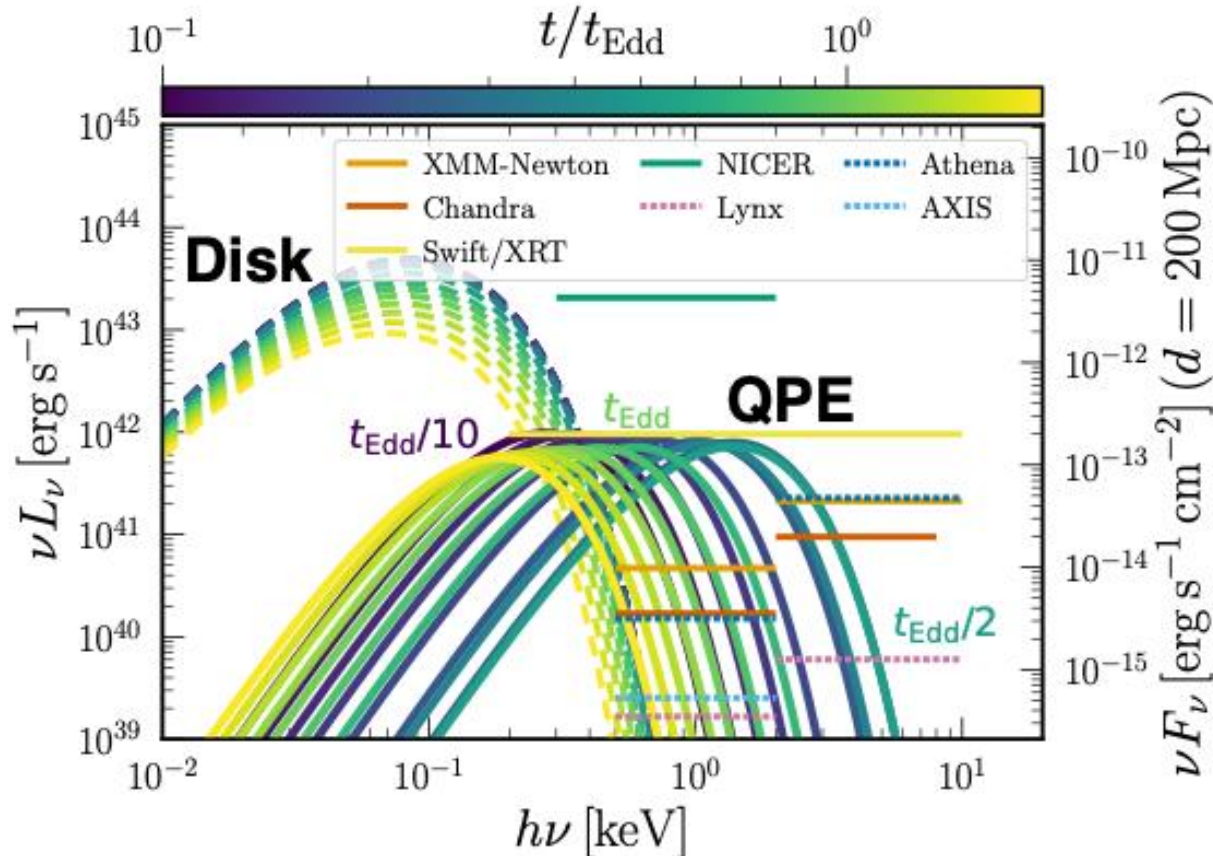 t/t_Edd
10^-1 10^0
10^45
10^44
10^43
10^42
10^41
10^40
10^39
νL_ν [erg s^-1]
XMM-Newton NICER Athena
Chandra Lynx AXIS
Swift/XRT
Disk
QPE
t_Edd/10
t_Edd
t_Edd/2
10^-10
10^-11
10^-12
10^-13
10^-14
10^-15
νF_ν [erg s^-1 cm^-2] (d = 200 Mpc)
10^-2 10^-1 10^0 10^1
hν [keV]